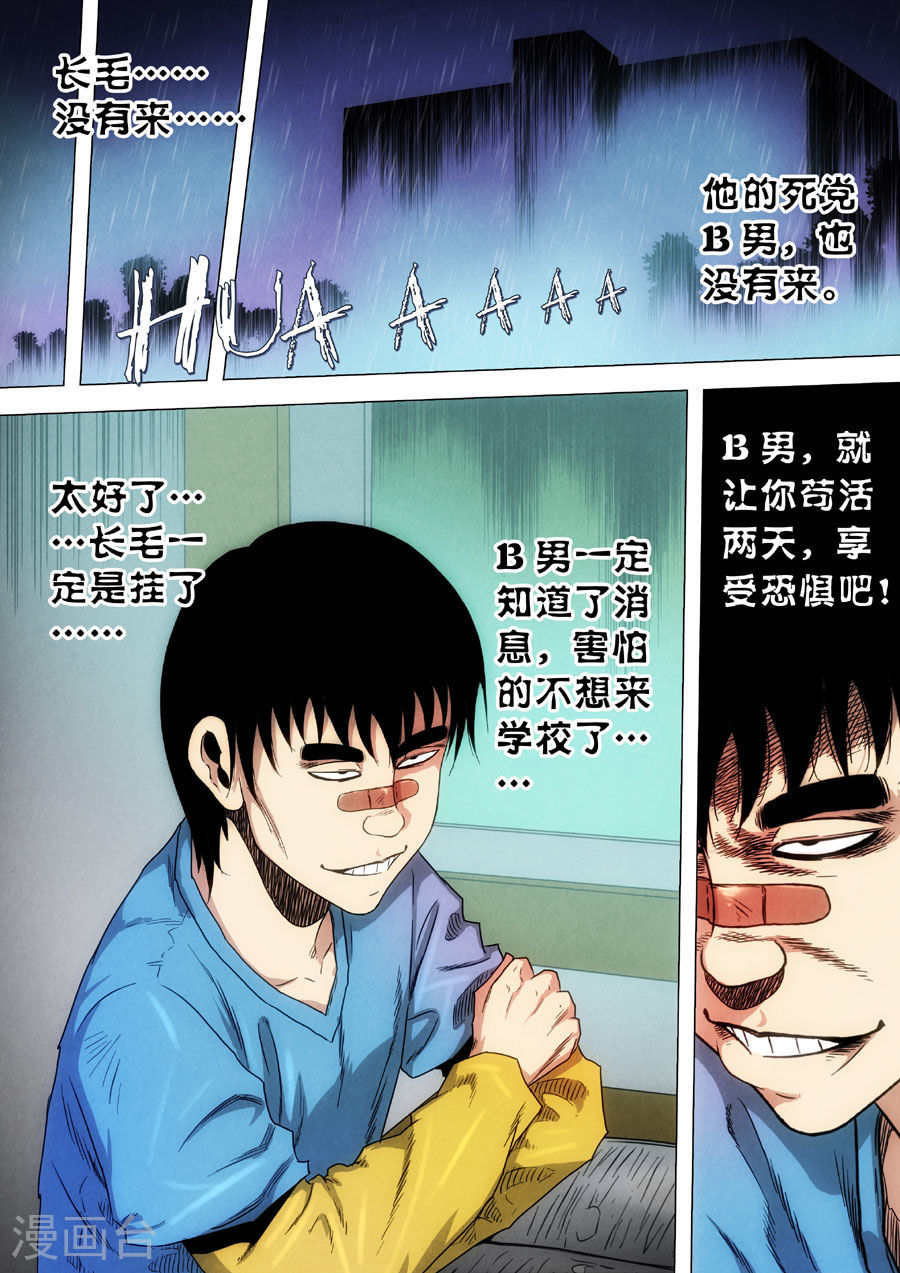 长毛……
没有来……
他的死党
B男，也
没有来。
HUA A A A A
太好了…
…长毛一
定是挂了
……
B男一定
知道了消
息，害怕
的不想来
学校了…
…
B男，就
让你苟活
两天，享
受恐惧吧！
15.
漫画台